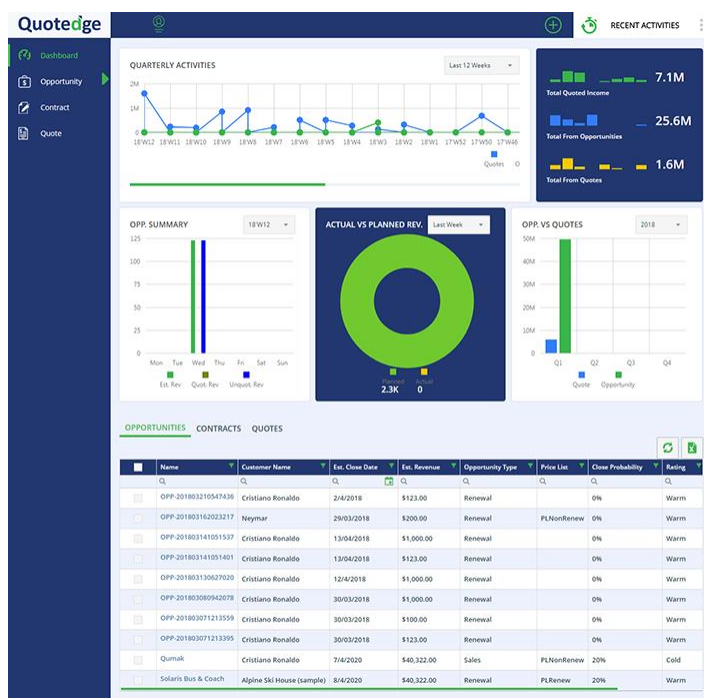 Quotedge
RECENT ACTIVITIES
Dashboard
Opportunity
Contract
Quote
QUARTERLY ACTIVITIES
Last 12 Weeks
2M
1M
0
18'W12 18'W11 18'W10 18'W9 18'W8 18'W7 18'W6 18'W5 18'W4 18'W3 18'W2 18'W1 17'W52 17'W50 17'W46
Quotes O
7.1M
Total Quoted Income
25.6M
Total From Opportunities
1.6M
Total From Quotes
OPP. SUMMARY
18'W12
125
100
75
50
25
0
Mon Tue Wed Thu Fri Sat Sun
Est. Rev Quot. Rev Unquot. Rev
ACTUAL VS PLANNED REV.
Last Week
Planned Actual
2.3K 0
OPP. VS QUOTES
2018
50M
40M
30M
20M
10M
0
Q1 Q2 Q3 Q4
Quote Opportunity
OPPORTUNITIES CONTRACTS QUOTES
Name Customer Name Est. Close Date Est. Revenue Opportunity Type Price List Close Probability Rating
OPP-201803210547436 Cristiano Ronaldo 2/4/2018 $123.00 Renewal 0% Warm
OPP-201803162023217 Neymar 29/03/2018 $200.00 Renewal PLNonRenew 0% Warm
OPP-201803141051537 Cristiano Ronaldo 13/04/2018 $1,000.00 Renewal 0% Warm
OPP-201803141051401 Cristiano Ronaldo 13/04/2018 $123.00 Renewal 0% Warm
OPP-201803130627020 Cristiano Ronaldo 12/4/2018 $1,000.00 Renewal 0% Warm
OPP-201803080942078 Cristiano Ronaldo 30/03/2018 $1,000.00 Renewal 0% Warm
OPP-201803071213559 Cristiano Ronaldo 30/03/2018 $100.00 Renewal 0% Warm
OPP-201803071213395 Cristiano Ronaldo 30/03/2018 $123.00 Renewal 0% Warm
Qumak Cristiano Ronaldo 7/4/2020 $40,322.00 Sales PLNonRenew 20% Cold
Solaris Bus & Coach Alpine Ski House (sample) 8/4/2020 $40,322.00 Renewal PLRenew 20% Warm